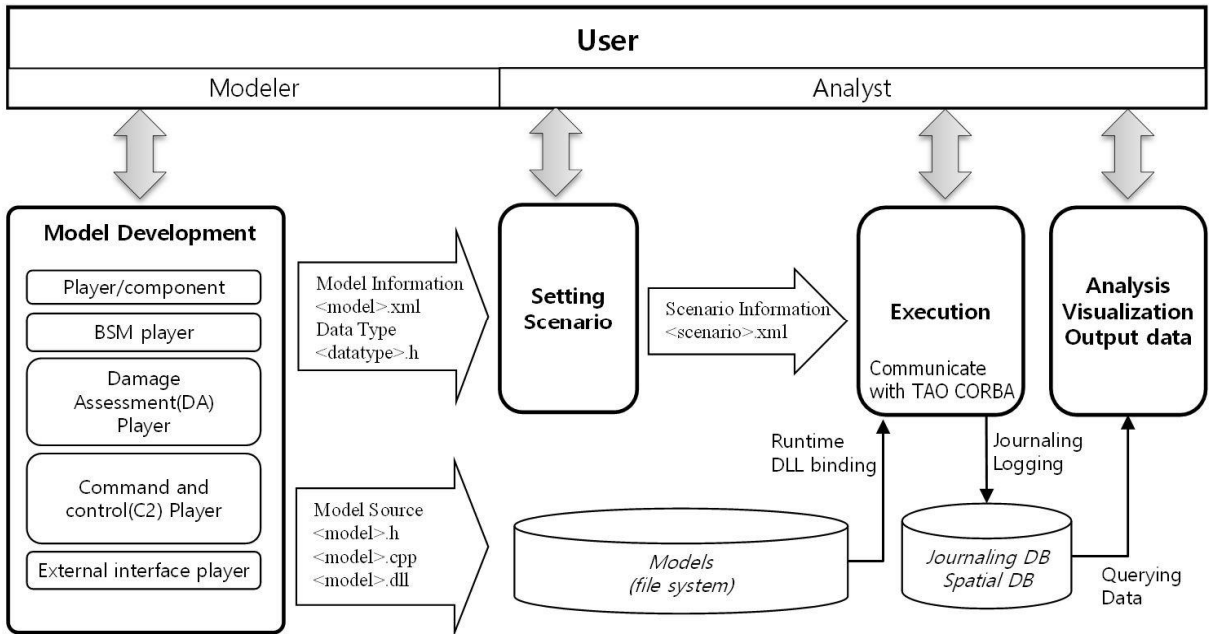 User
Modeler
Analyst
Model Development
Player/component
BSM player
Damage
Assessment(DA)
Player
Command and
control(C2) Player
External interface player
Model Information
<model>.xml
Data Type
<datatype>.h
Model Source
<model>.h
<model>.cpp
<model>.dll
Setting
Scenario
Scenario Information
<scenario>.xml
Execution
Communicate
with TAO CORBA
Analysis
Visualization
Output data
Runtime
DLL binding
Journaling
Logging
Models
(file system)
Journaling DB
Spatial DB
Querying
Data